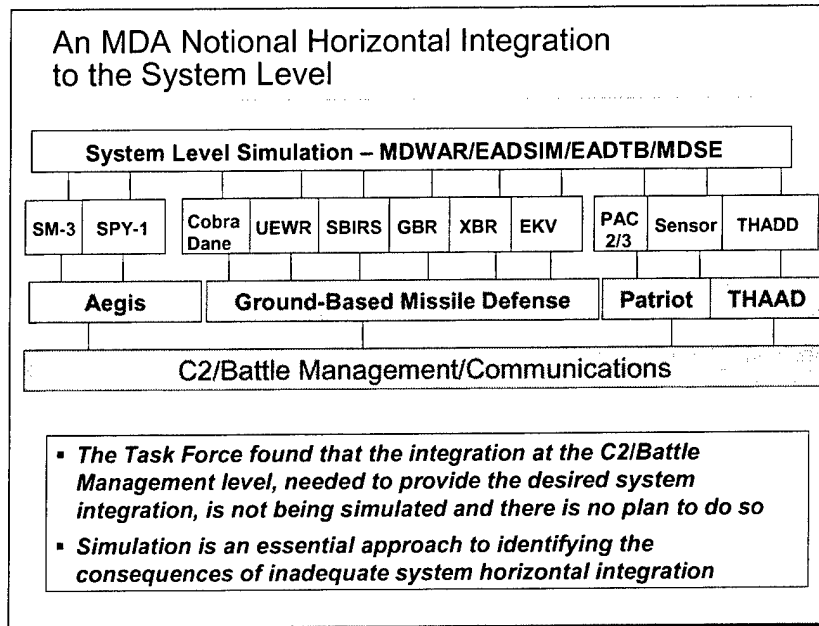 An MDA Notional Horizontal Integration
to the System Level
System Level Simulation – MDWAR/EADSIM/EADTB/MDSE
SM-3 SPY-1 Cobra Dane UEWR SBIRS GBR XBR EKV PAC 2/3 Sensor THADD
Aegis Ground-Based Missile Defense Patriot THAAD
C2/Battle Management/Communications
▪ The Task Force found that the integration at the C2/Battle
Management level, needed to provide the desired system
integration, is not being simulated and there is no plan to do so
▪ Simulation is an essential approach to identifying the
consequences of inadequate system horizontal integration